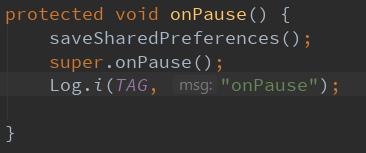 protected void onPause() {
    saveSharedPreferences();
    super.onPause();
    Log.i(TAG, msg: "onPause");
}